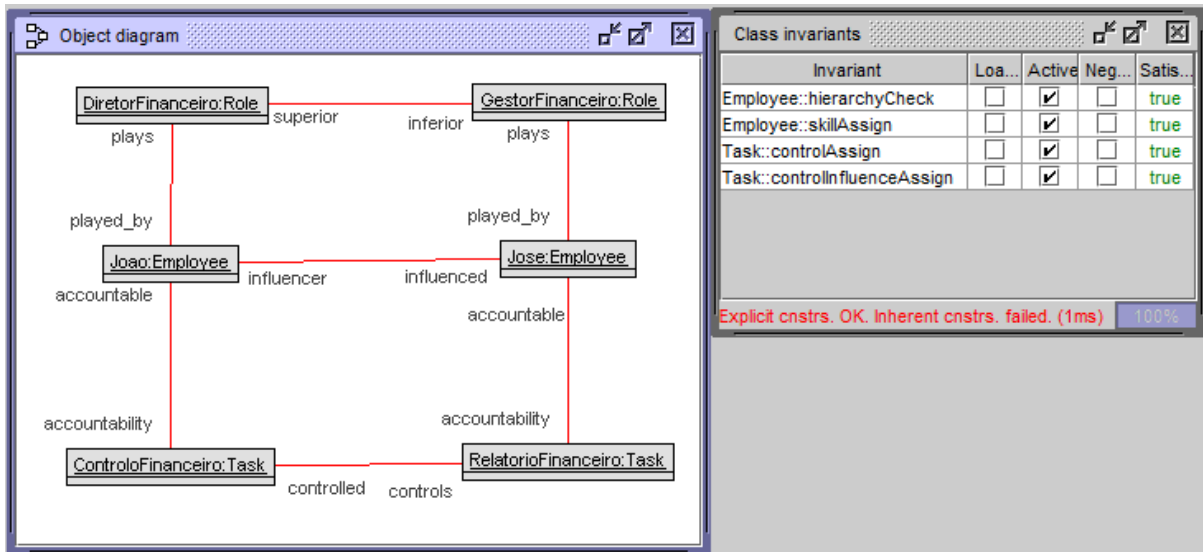 Object diagram
DiretorFinanceiro:Role
GestorFinanceiro:Role
superior
inferior
plays
plays
played_by
played_by
Joao:Employee
Jose:Employee
influencer
influenced
accountable
accountable
accountability
accountability
ControloFinanceiro:Task
RelatorioFinanceiro:Task
controlled
controls
Class invariants
Invariant Loa... Active Neg... Satis...
Employee::hierarchyCheck true
Employee::skillAssign true
Task::controlAssign true
Task::controlInfluenceAssign true
Explicit cnstrs. OK. Inherent cnstrs. failed. (1ms) 100%